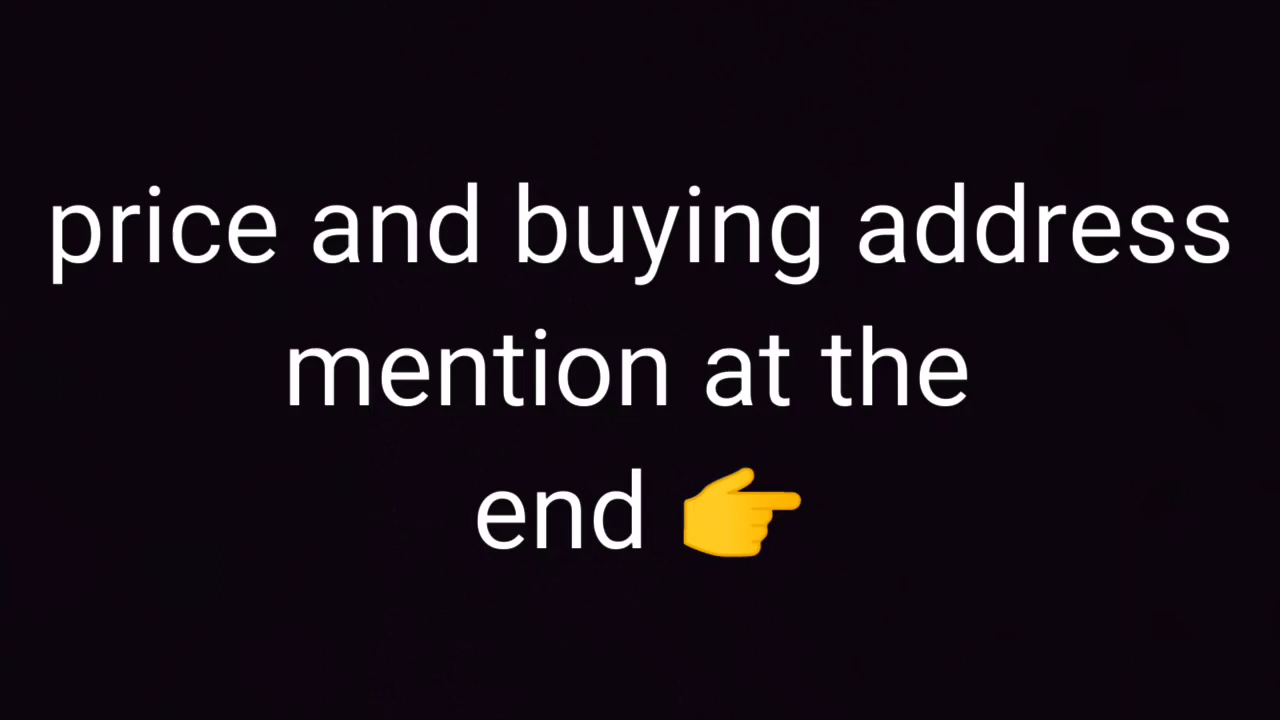 price and buying address
mention at the
end 👉